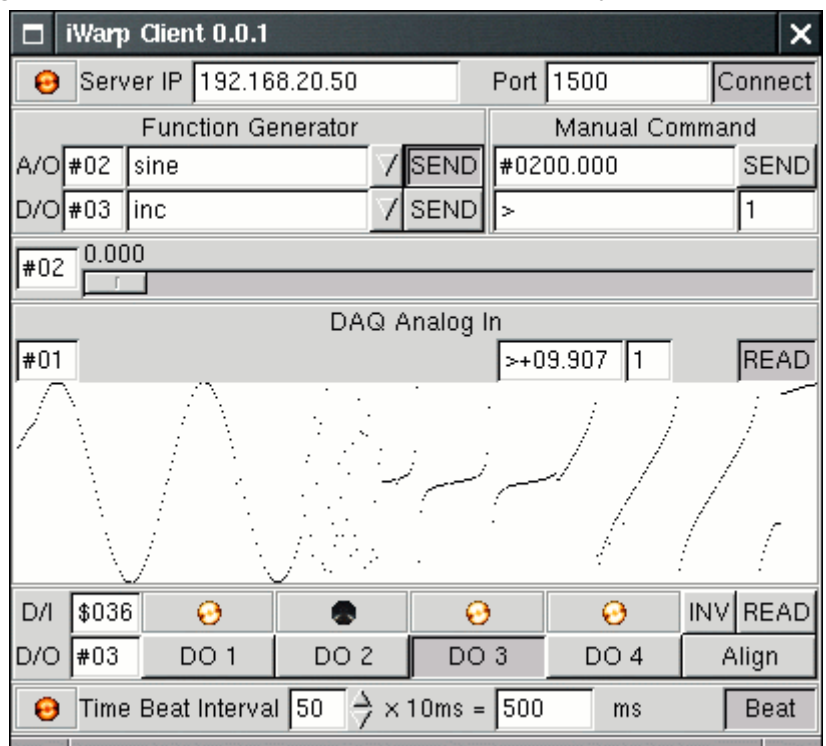 iWarp Client 0.0.1
Server IP 192.168.20.50 Port 1500 Connect
Function Generator Manual Command
A/O #02 sine SEND #0200.000 SEND
D/O #03 inc SEND > 1
#02 0.000
DAQ Analog In
#01 >+09.907 1 READ
D/I $036 INV READ
D/O #03 DO 1 DO 2 DO 3 DO 4 Align
Time Beat Interval 50 x 10ms = 500 ms Beat